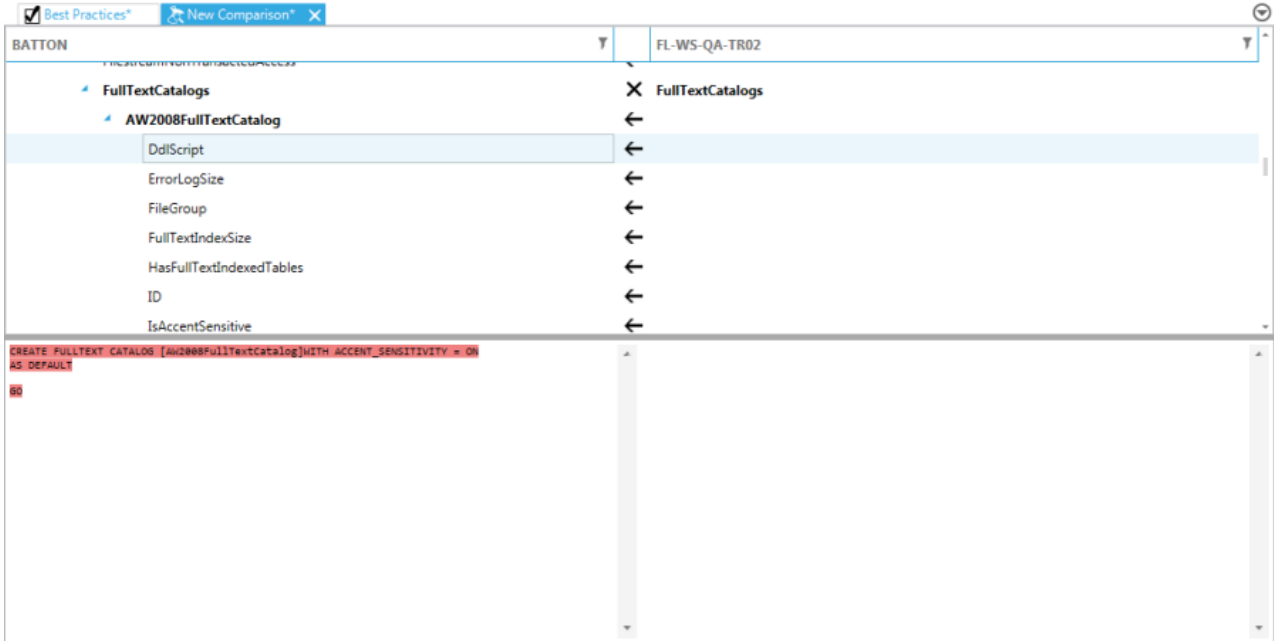 Best Practices*
New Comparison*
BATTON
FL-WS-QA-TR02
FilestreamNonTransactedAccess
FullTextCatalogs
FullTextCatalogs
AW2008FullTextCatalog
DdlScript
ErrorLogSize
FileGroup
FullTextIndexSize
HasFullTextIndexedTables
ID
IsAccentSensitive
CREATE FULLTEXT CATALOG [AW2008FullTextCatalog]WITH ACCENT_SENSITIVITY = ON
AS DEFAULT
GO